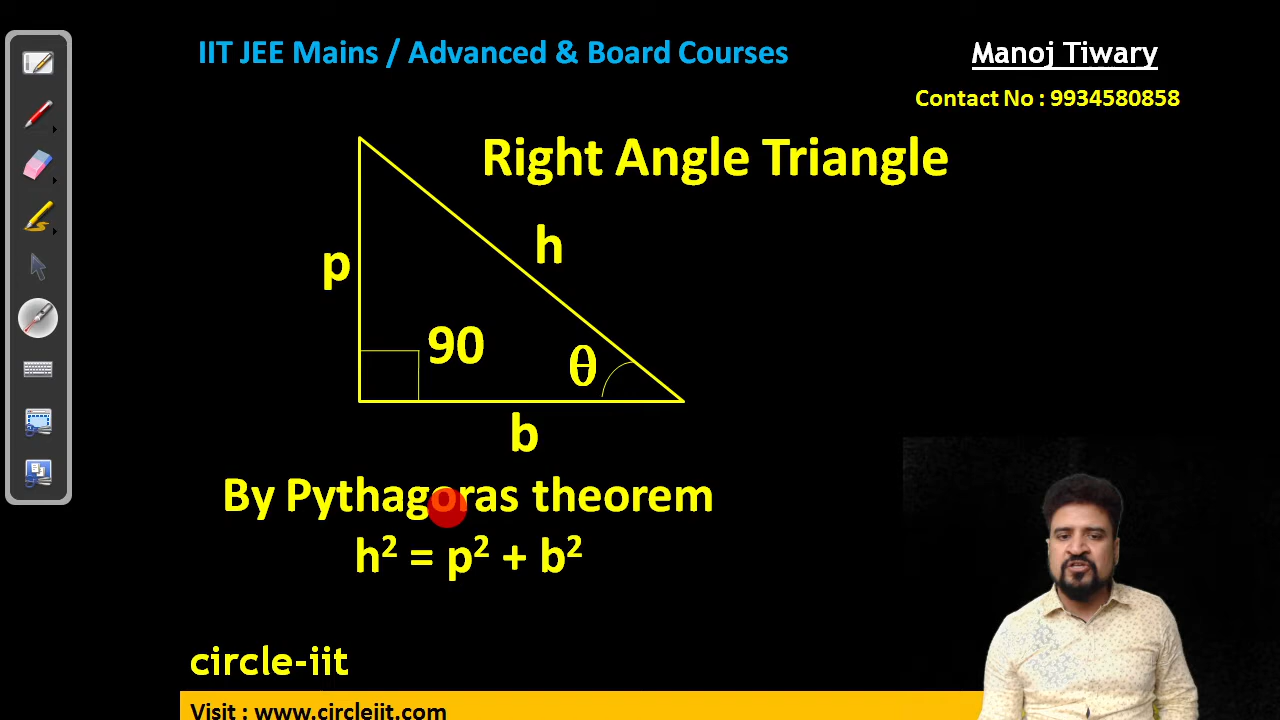 IIT JEE Mains / Advanced & Board Courses
Manoj Tiwary
Contact No : 9934580858
Right Angle Triangle
h
p
90
θ
b
By Pythagoras theorem
h² = p² + b²
circle-iit
Visit : www.circleiit.com